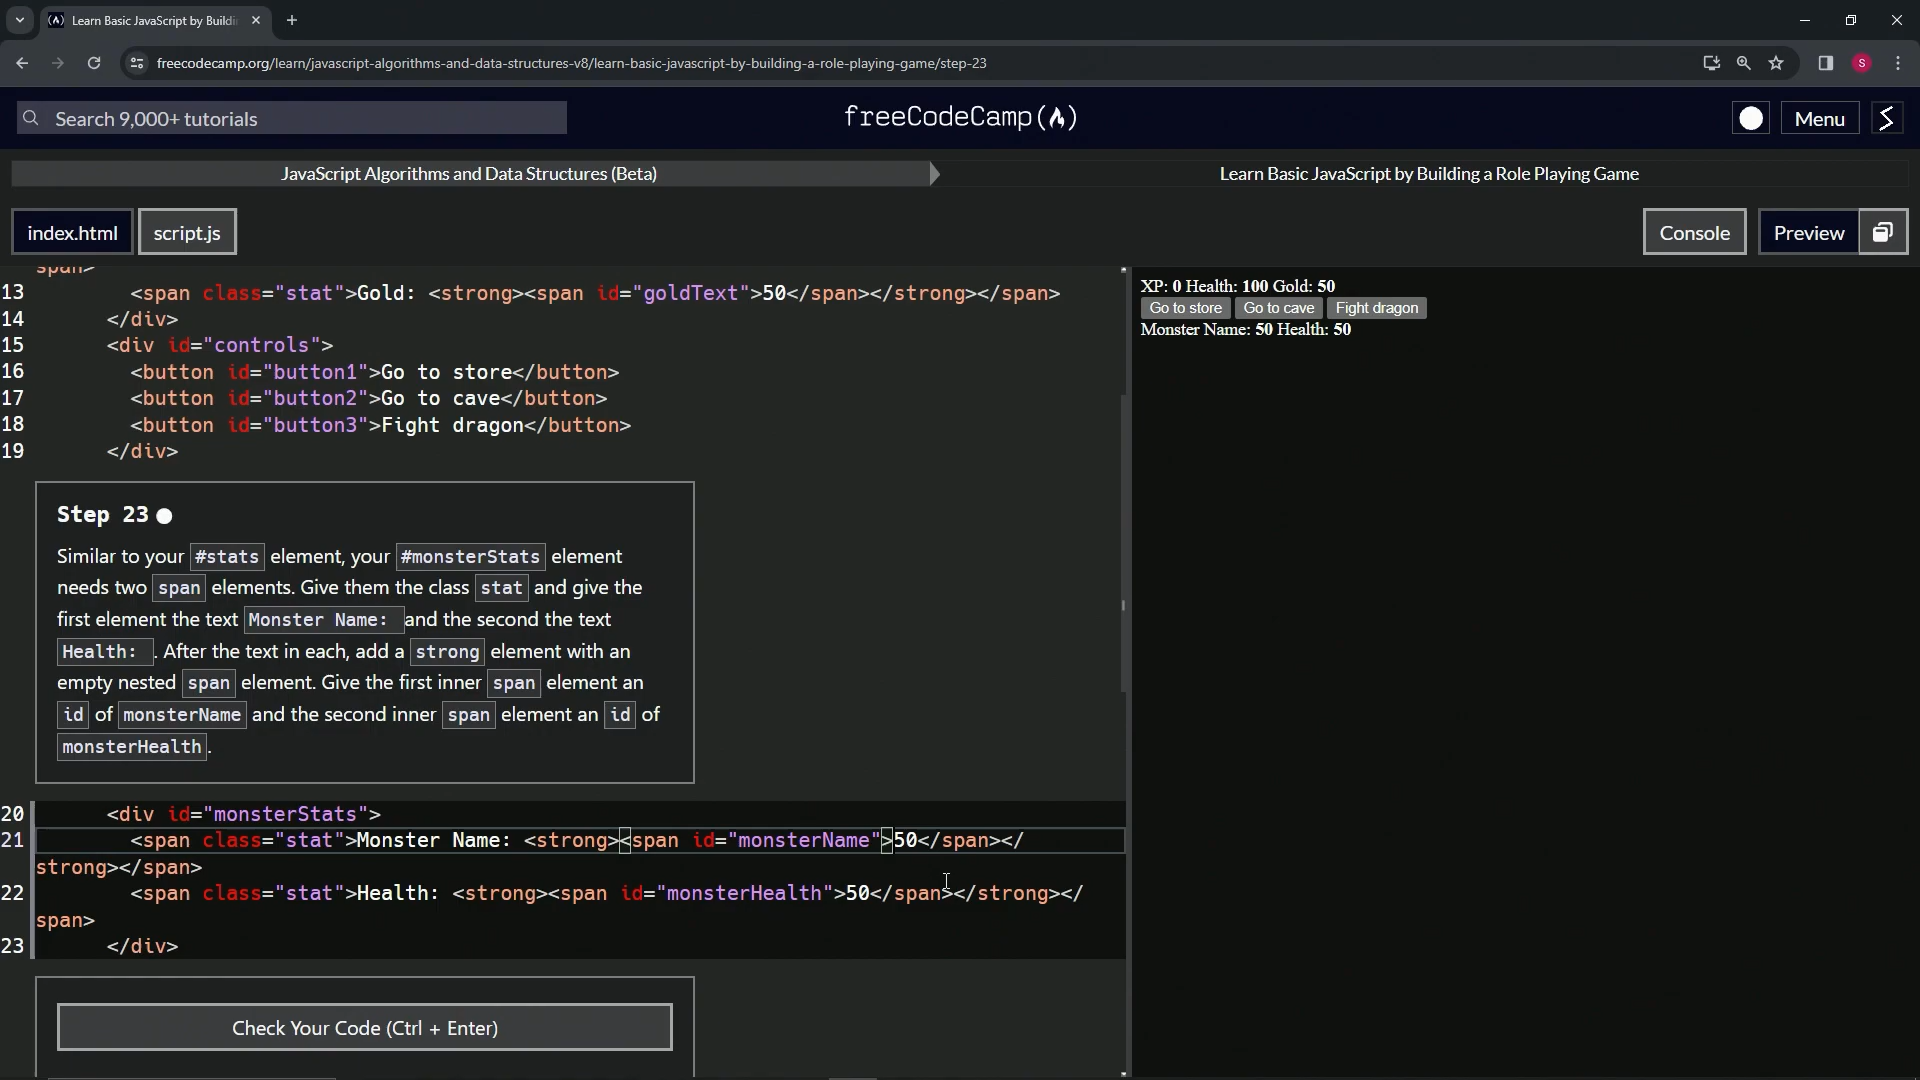 Learn Basic JavaScript by Buildi
freecodecamp.org/learn/javascript-algorithms-and-data-structures-v8/learn-basic-javascript-by-building-a-role-playing-game/step-23
S
Search 9,000+ tutorials
freeCodeCamp
Menu
JavaScript Algorithms and Data Structures (Beta)
Learn Basic JavaScript by Building a Role Playing Game
index.html script.js
Console
Preview
span>
13 <span class="stat">Gold: <strong><span id="goldText">50</span></strong></span>
14 </div>
15 <div id="controls">
16 <button id="button1">Go to store</button>
17 <button id="button2">Go to cave</button>
18 <button id="button3">Fight dragon</button>
19 </div>
Step 23
Similar to your #stats element, your #monsterStats element
needs two span elements. Give them the class stat and give the
first element the text Monster Name: and the second the text
Health: . After the text in each, add a strong element with an
empty nested span element. Give the first inner span element an
id of monsterName and the second inner span element an id of
monsterHealth.
20 <div id="monsterStats">
21 <span class="stat">Monster Name: <strong><span id="monsterName">50</span></
strong></span>
22 <span class="stat">Health: <strong><span id="monsterHealth">50</span></strong></
span>
23 </div>
Check Your Code (Ctrl + Enter)
XP: 0 Health: 100 Gold: 50
Go to store Go to cave Fight dragon
Monster Name: 50 Health: 50